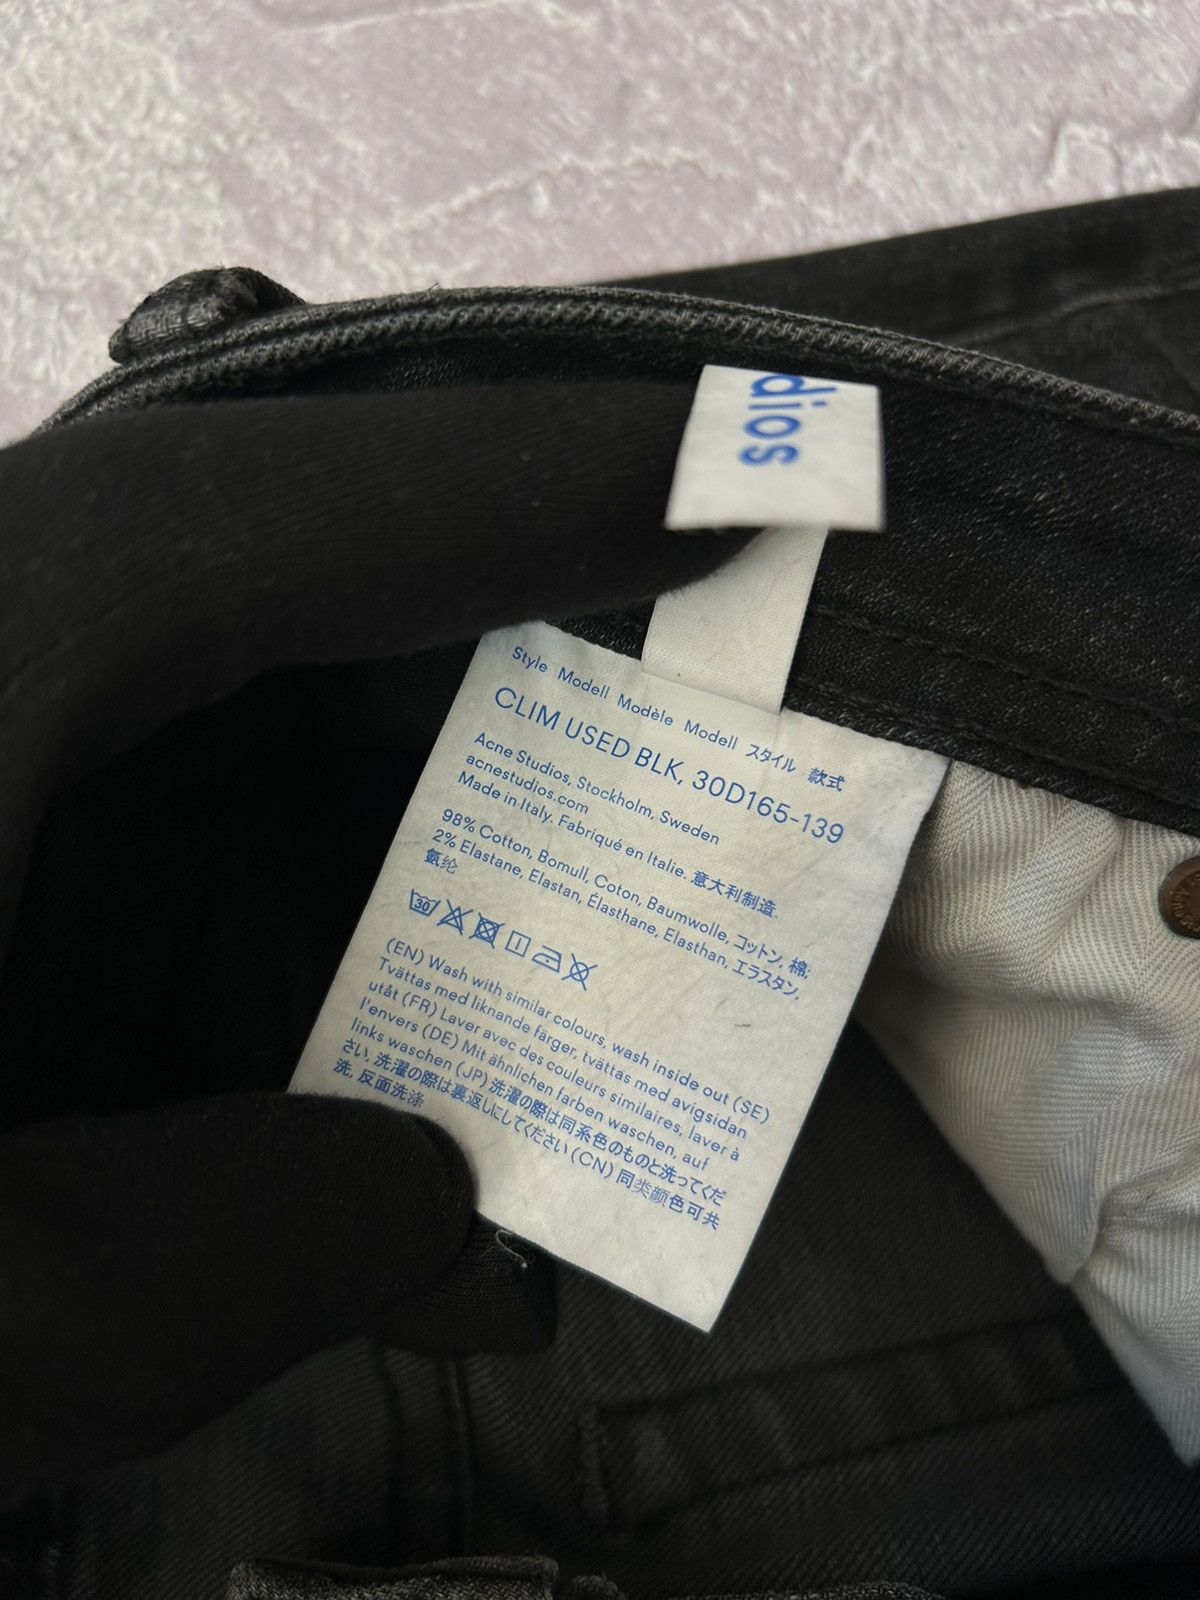 dios
Style Modell Modèle Modell スタイル 款式
CLIM USED BLK, 30D165-139
Acne Studios, Stockholm, Sweden
acnestudios.com
Made in Italy. Fabriqué en Italie. 意大利制造.
98% Cotton, Bomull, Coton, Baumwolle, コットン, 棉;
2% Elastane, Elastan, Élasthane, Elasthan, エラスタン,
氨纶
30
(EN) Wash with similar colours, wash inside out (SE)
Tvättas med liknande färger, tvättas med avigsidan
utåt (FR) Laver avec des couleurs similaires, laver à
l'envers (DE) Mit ähnlichen farben waschen, auf
links waschen (JP) 洗濯の際は同系色のものと洗ってくだ
さい, 洗濯の際は裏返しにしてください (CN) 同类颜色可共
洗, 反面洗涤